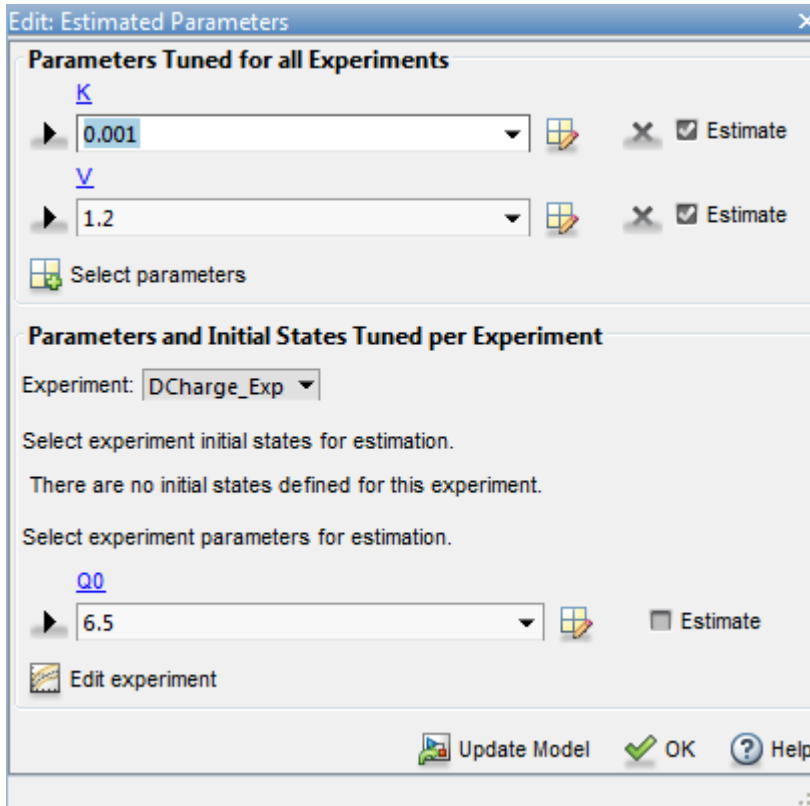 Edit: Estimated Parameters
Parameters Tuned for all Experiments
K
0.001 Estimate
V
1.2 Estimate
Select parameters
Parameters and Initial States Tuned per Experiment
Experiment: DCharge_Exp
Select experiment initial states for estimation.
There are no initial states defined for this experiment.
Select experiment parameters for estimation.
Q0
6.5 Estimate
Edit experiment
Update Model OK Help